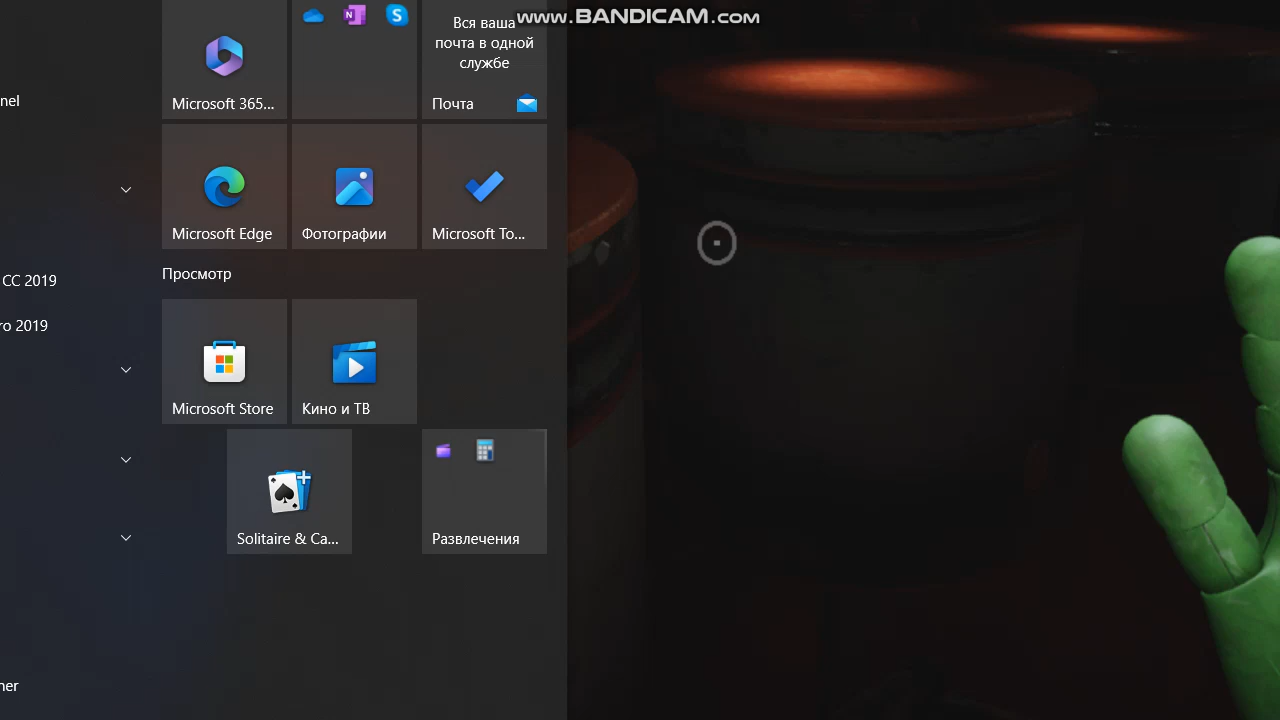 www.BANDICAM.com
Вся ваша
почта в одной
службе
nel
Microsoft 365...
Почта
Microsoft Edge
Фотографии
Microsoft To...
Просмотр
CC 2019
ro 2019
Microsoft Store
Кино и ТВ
Solitaire & Ca...
Развлечения
ner